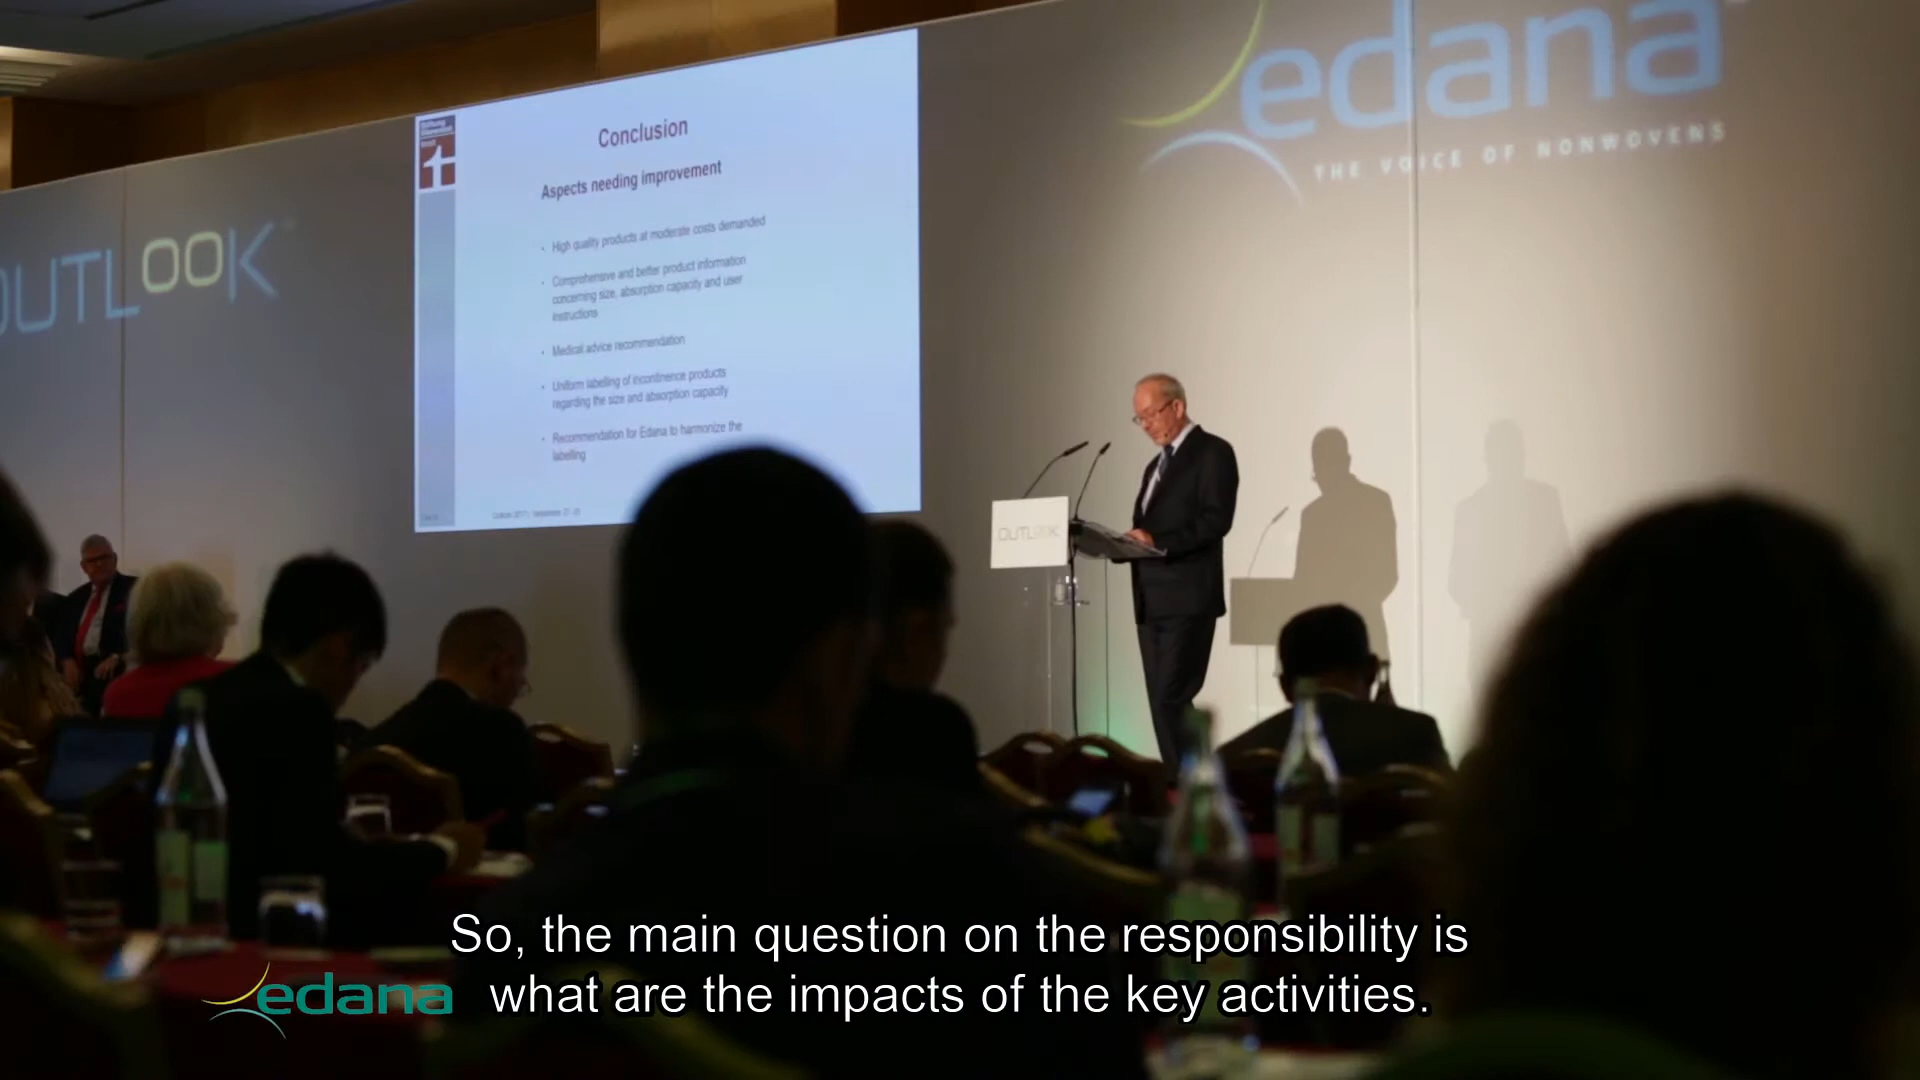 edana
THE VOICE OF NONWOVENS
OUTLOOK
Stiftung
Warentest
Conclusion
Aspects needing improvement
• High quality products at moderate costs demanded
• Comprehensive and better product information
concerning size, absorption capacity and user
instructions
• Medical advice recommendation
• Uniform labelling of incontinence products
regarding the size and absorption capacity
• Recommendation for Edana to harmonize the
labelling
OUTLOOK
So, the main question on the responsibility is
what are the impacts of the key activities.
edana